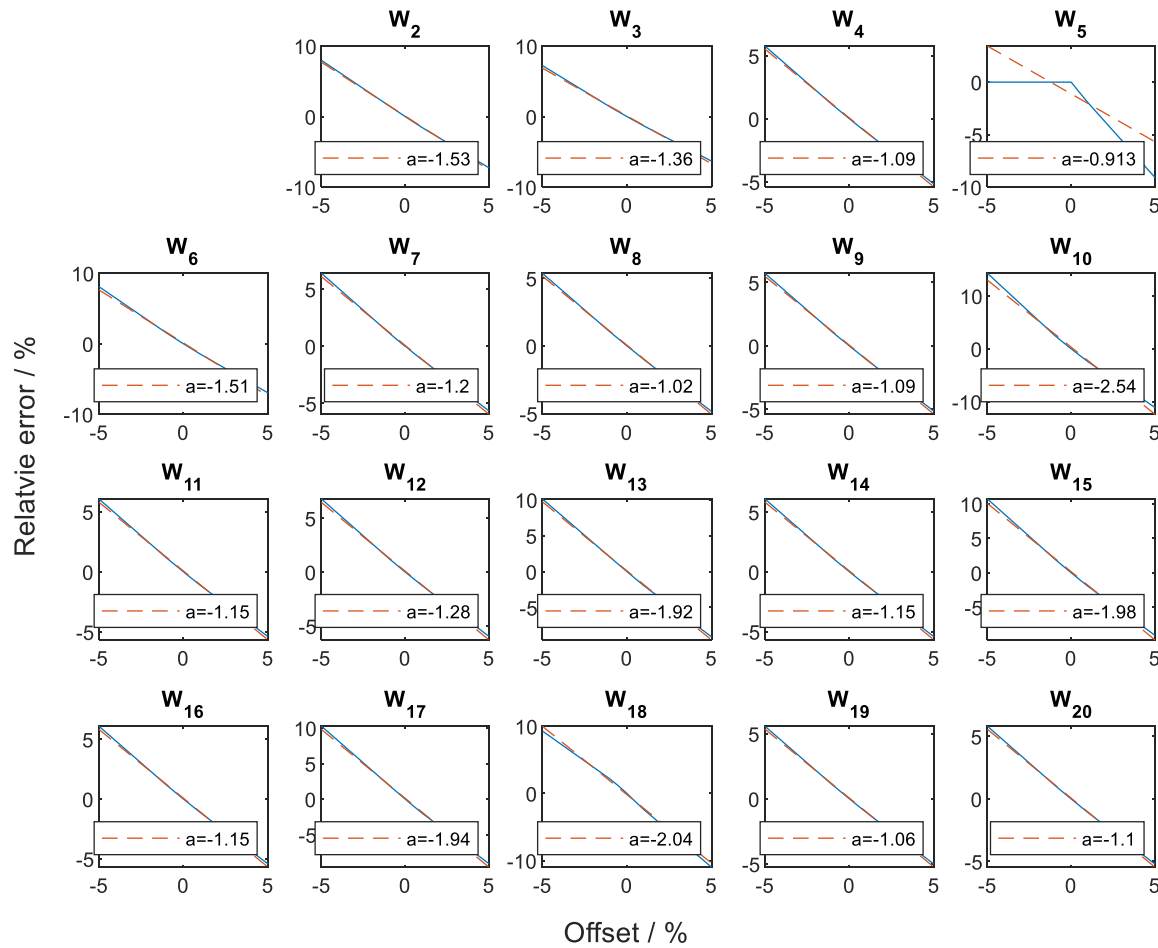 W2 W3 W4 W5
10 10 5 0
0 0 0 -5
-10 -10 -5 -10
a=-1.53 a=-1.36 a=-1.09 a=-0.913
-5 0 5 -5 0 5 -5 0 5 -5 0 5
W6 W7 W8 W9 W10
10 5 5 5 10
0 0 0 0 0
-10 -5 -5 -5 -10
a=-1.51 a=-1.2 a=-1.02 a=-1.09 a=-2.54
-5 0 5 -5 0 5 -5 0 5 -5 0 5 -5 0 5
Relatvie error / %
W11 W12 W13 W14 W15
5 5 10 5 10
5 5
0 0 0 0 0
-5 -5 -5 -5 -5
a=-1.15 a=-1.28 a=-1.92 a=-1.15 a=-1.98
-5 0 5 -5 0 5 -5 0 5 -5 0 5 -5 0 5
W16 W17 W18 W19 W20
5 10 10 5 5
5
0 0 0 0 0
-5 -5 -10 -5 -5
a=-1.15 a=-1.94 a=-2.04 a=-1.06 a=-1.1
-5 0 5 -5 0 5 -5 0 5 -5 0 5 -5 0 5
Offset / %